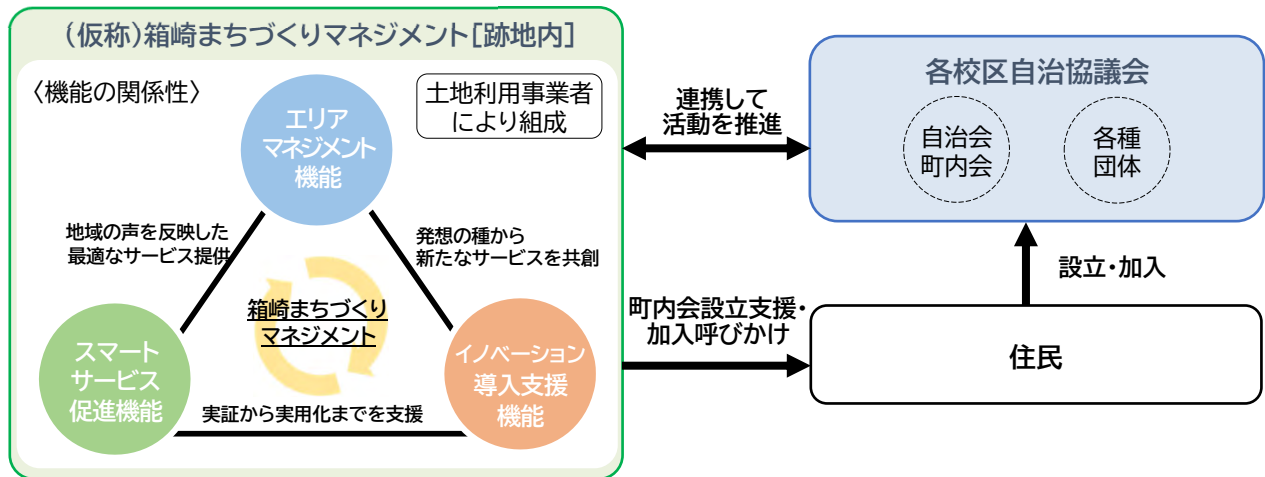 （仮称）箱崎まちづくりマネジメント［跡地内］
〈機能の関係性〉
土地利用事業者
により組成
エリア
マネジメント
機能
地域の声を反映した
最適なサービス提供
発想の種から
新たなサービスを共創
箱崎まちづくり
マネジメント
スマート
サービス
促進機能
イノベーション
導入支援
機能
実証から実用化までを支援
連携して
活動を推進
各校区自治協議会
自治会
町内会
各種
団体
設立・加入
町内会設立支援・
加入呼びかけ
住民